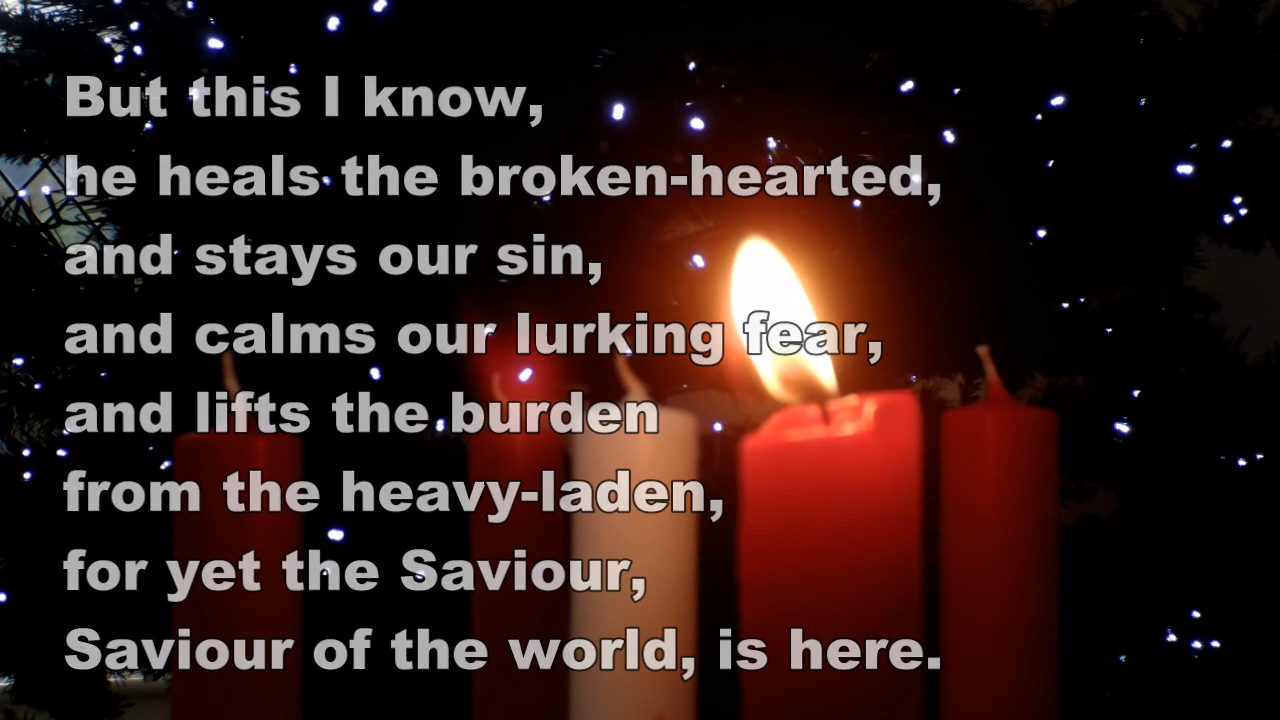 But this I know,
he heals the broken-hearted,
and stays our sin,
and calms our lurking fear,
and lifts the burden
from the heavy-laden,
for yet the Saviour,
Saviour of the world, is here.